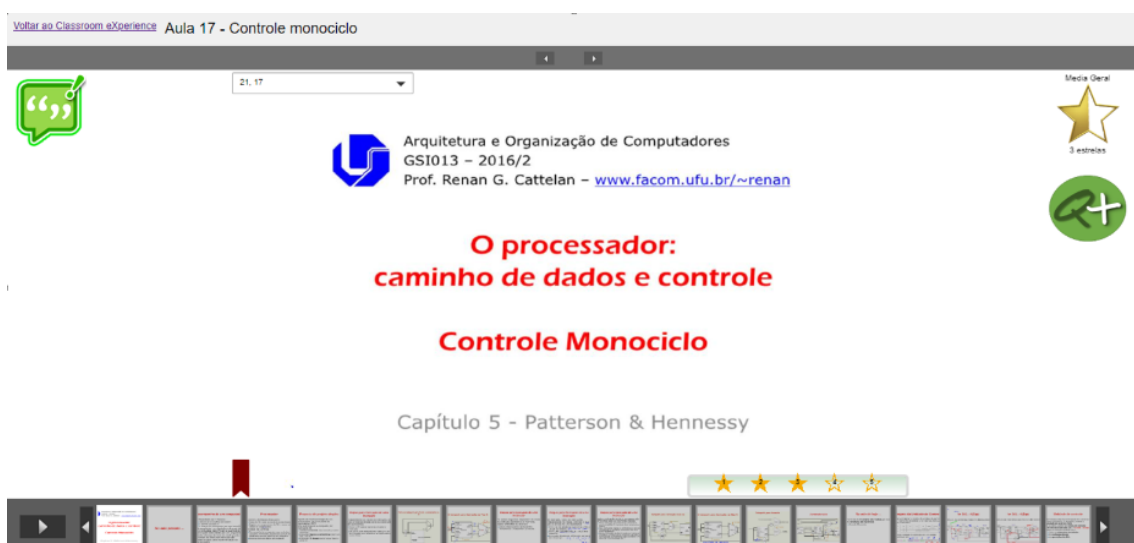 Voltar ao Classroom eXperience Aula 17 - Controle monociclo
21, 17
Media Geral
3 estrelas
Arquitetura e Organização de Computadores
GSI013 – 2016/2
Prof. Renan G. Cattelan – www.facom.ufu.br/~renan
Q+
O processador:
caminho de dados e controle
Controle Monociclo
Capítulo 5 - Patterson & Hennessy
1 2 3 4 5